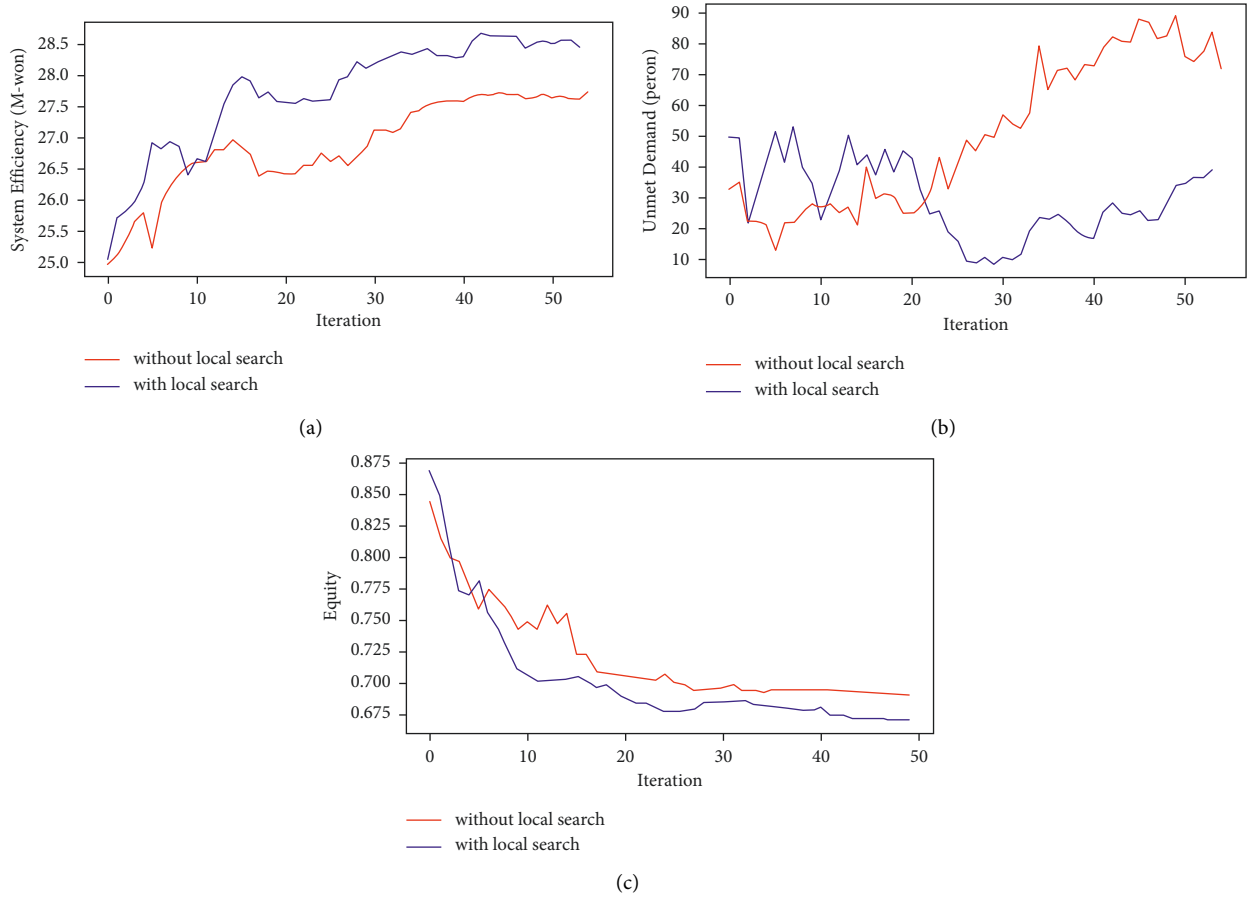 System Efficiency (M-won)
28.5
28.0
27.5
27.0
26.5
26.0
25.5
25.0
0 10 20 30 40 50
Iteration
without local search
with local search
(a)
Unmet Demand (peron)
90
80
70
60
50
40
30
20
10
0 10 20 30 40 50
Iteration
without local search
with local search
(b)
Equity
0.875
0.850
0.825
0.800
0.775
0.750
0.725
0.700
0.675
0 10 20 30 40 50
Iteration
without local search
with local search
(c)